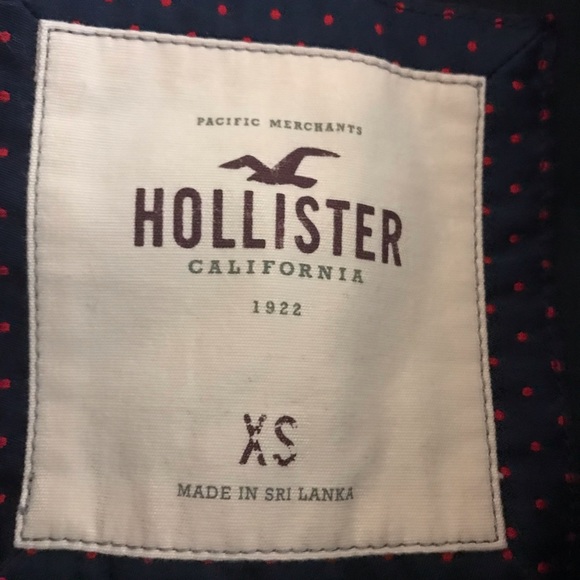 PACIFIC MERCHANTS
HOLLISTER
CALIFORNIA
1922
XS
MADE IN SRI LANKA